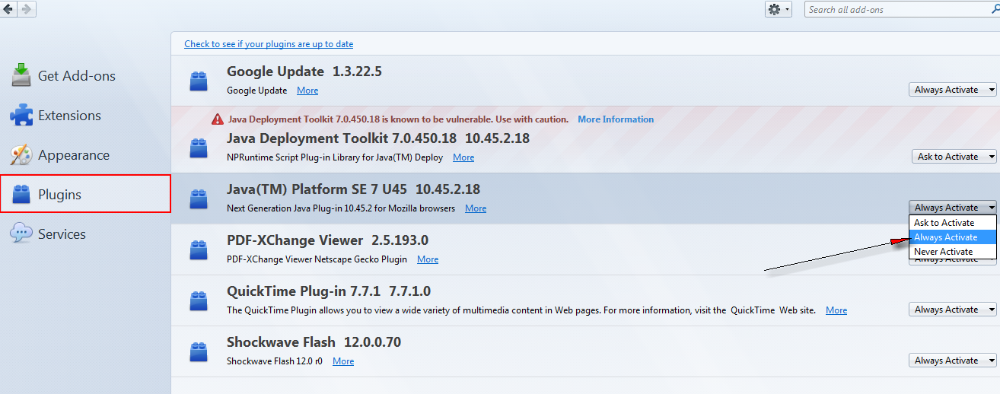 Search all add-ons
Check to see if your plugins are up to date
Get Add-ons
Extensions
Appearance
Plugins
Services
Google Update 1.3.22.5
Google Update More
Always Activate
Java Deployment Toolkit 7.0.450.18 is known to be vulnerable. Use with caution. More Information
Java Deployment Toolkit 7.0.450.18 10.45.2.18
NPRuntime Script Plug-in Library for Java(TM) Deploy More
Ask to Activate
Java(TM) Platform SE 7 U45 10.45.2.18
Next Generation Java Plug-in 10.45.2 for Mozilla browsers More
Always Activate
Ask to Activate
Always Activate
Never Activate
PDF-XChange Viewer 2.5.193.0
PDF-XChange Viewer Netscape Gecko Plugin More
Always Activate
QuickTime Plug-in 7.7.1 7.7.1.0
The QuickTime Plugin allows you to view a wide variety of multimedia content in Web pages. For more information, visit the QuickTime Web site. More
Always Activate
Shockwave Flash 12.0.0.70
Shockwave Flash 12.0 r0 More
Always Activate